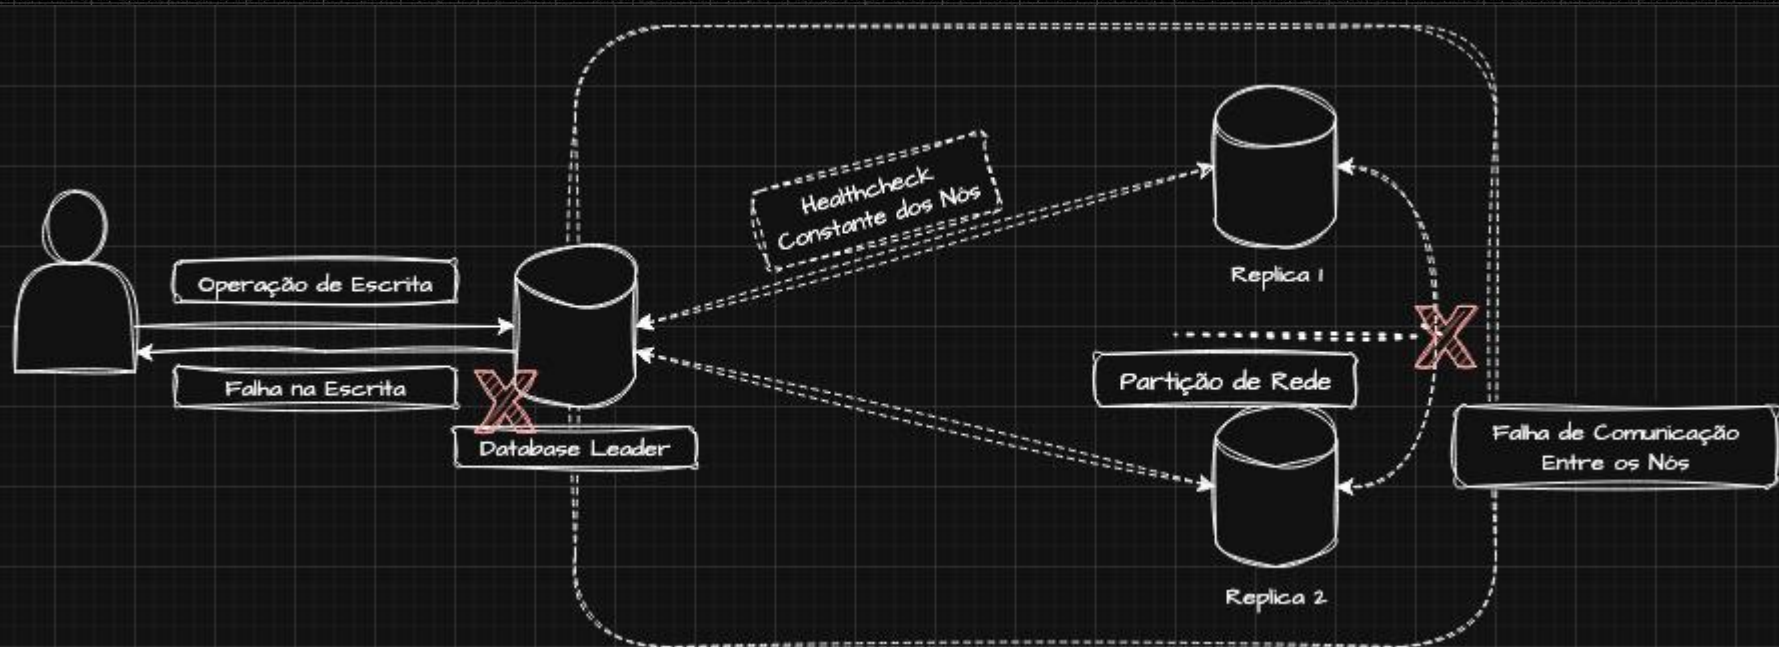 Healthcheck
Constante dos Nós
Replica 1
Operação de Escrita
Falha na Escrita
Partição de Rede
Database Leader
Falha de Comunicação
Entre os Nós
Replica 2